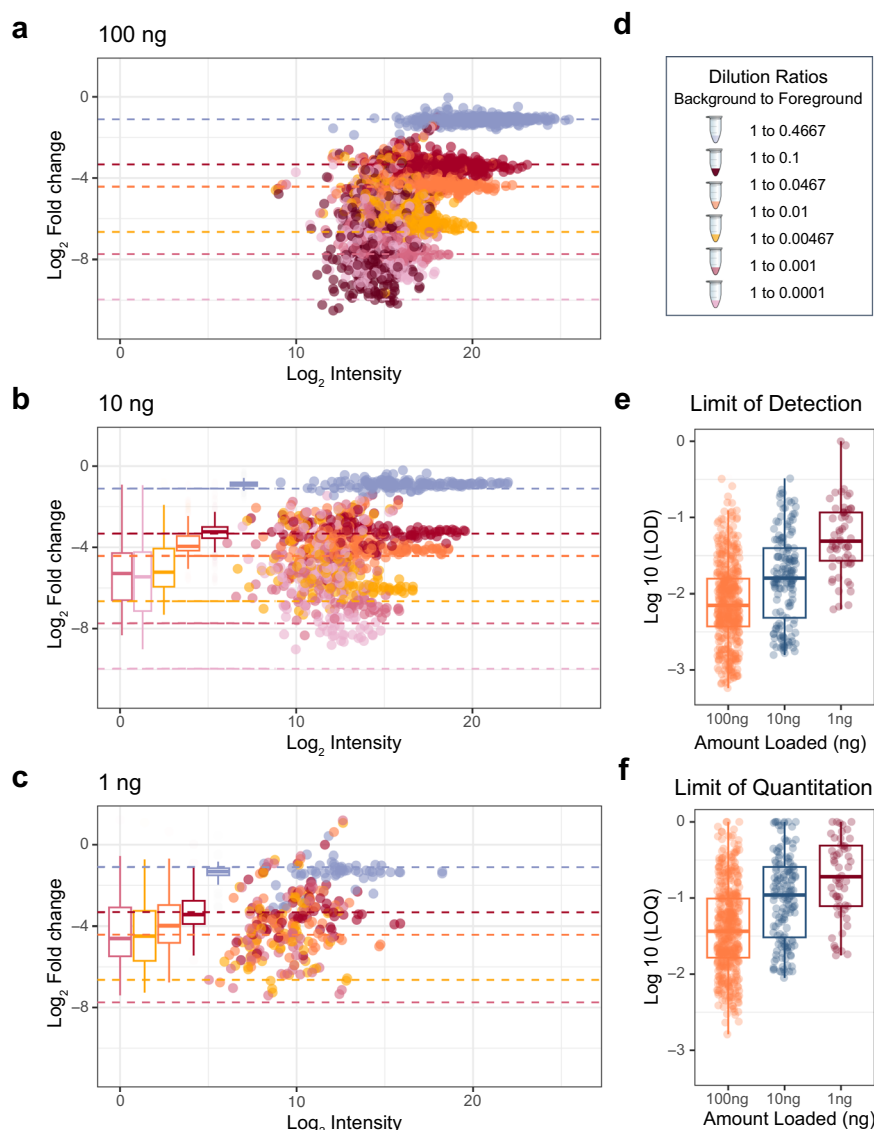 a
100 ng
0
−4
−8
Log2 Fold change
0
10
20
Log2 Intensity
d
Dilution Ratios
Background to Foreground
1 to 0.4667
1 to 0.1
1 to 0.0467
1 to 0.01
1 to 0.00467
1 to 0.001
1 to 0.0001
b
10 ng
0
−4
−8
Log2 Fold change
0
10
20
Log2 Intensity
e
Limit of Detection
0
−1
−2
−3
Log 10 (LOD)
100ng
10ng
1ng
Amount Loaded (ng)
c
1 ng
0
−4
−8
Log2 Fold change
0
10
20
Log2 Intensity
f
Limit of Quantitation
0
−1
−2
−3
Log 10 (LOQ)
100ng
10ng
1ng
Amount Loaded (ng)